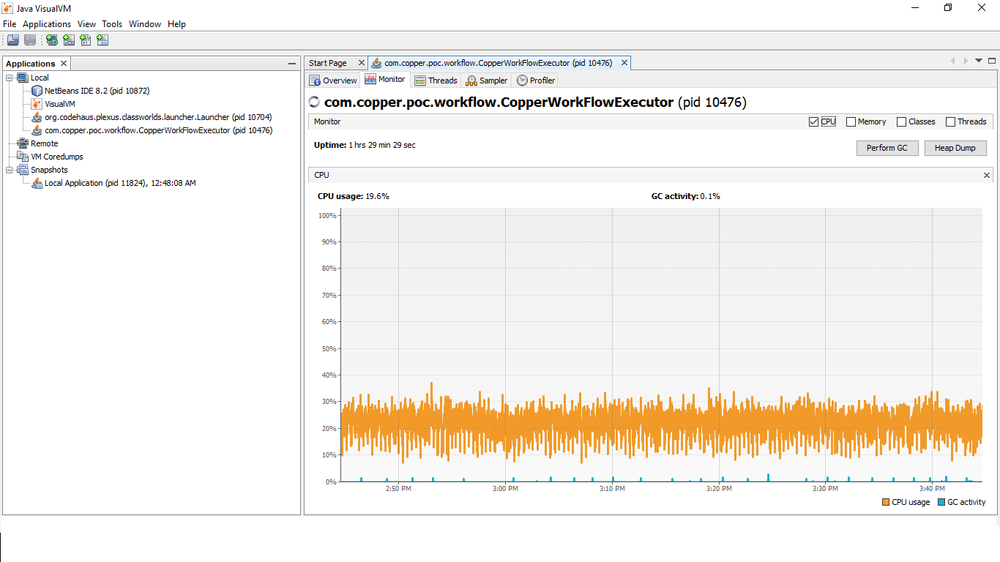 Java VisualVM
File Applications View Tools Window Help
Applications
Local
NetBeans IDE 8.2 (pid 10872)
VisualVM
org.codehaus.plexus.classworlds.launcher.Launcher (pid 10704)
com.copper.poc.workflow.CopperWorkFlowExecutor (pid 10476)
Remote
VM Coredumps
Snapshots
Local Application (pid 11824), 12:48:08 AM
Start Page com.copper.poc.workflow.CopperWorkFlowExecutor (pid 10476)
Overview Monitor Threads Sampler Profiler
com.copper.poc.workflow.CopperWorkFlowExecutor (pid 10476)
Monitor CPU Memory Classes Threads
Uptime: 1 hrs 29 min 29 sec Perform GC Heap Dump
CPU
CPU usage: 19.6% GC activity: 0.1%
100%
90%
80%
70%
60%
50%
40%
30%
20%
10%
0%
2:50 PM 3:00 PM 3:10 PM 3:20 PM 3:30 PM 3:40 PM
CPU usage GC activity